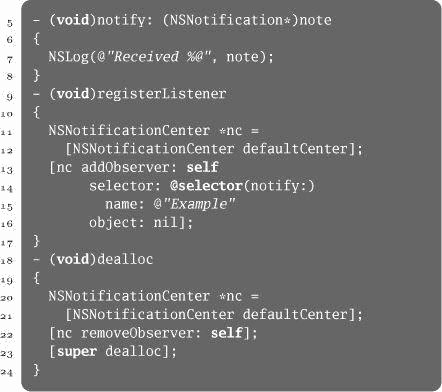 5 - (void)notify: (NSNotification*)note
6 {
7   NSLog(@"Received %@", note);
8 }
9 - (void)registerListener
10 {
11   NSNotificationCenter *nc =
12     [NSNotificationCenter defaultCenter];
13   [nc addObserver: self
14        selector: @selector(notify:)
15          name: @"Example"
16        object: nil];
17 }
18 - (void)dealloc
19 {
20   NSNotificationCenter *nc =
21     [NSNotificationCenter defaultCenter];
22   [nc removeObserver: self];
23   [super dealloc];
24 }